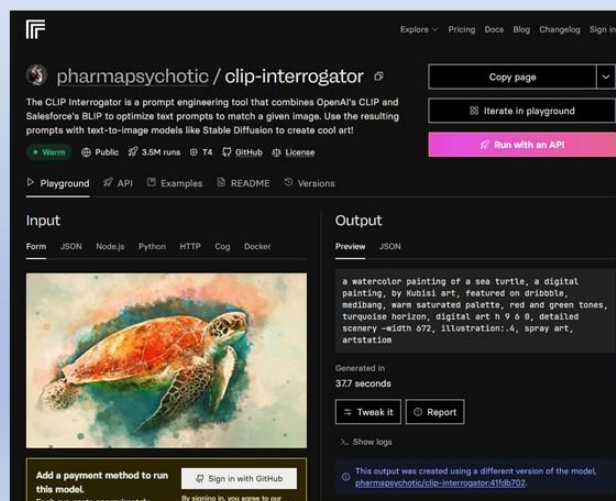 Explore Pricing Docs Blog Changelog Sign in
pharmapsychotic / clip-interrogator
Copy page
The CLIP Interrogator is a prompt engineering tool that combines OpenAI's CLIP and
Salesforce's BLIP to optimize text prompts to match a given image. Use the resulting
prompts with text-to-image models like Stable Diffusion to create cool art!
Iterate in playground
Run with an API
Warm Public 3.5M runs T4 GitHub License
Playground API Examples README Versions
Input
Form JSON Node.js Python HTTP Cog Docker
Add a payment method to run
this model.
Sign in with GitHub
By signing in, you agree to our
Output
Preview JSON
a watercolor painting of a sea turtle, a digital
painting, by Kubisi art, featured on dribbble,
medibang, warm saturated palette, red and green tones,
turquoise horizon, digital art h 9 6 0, detailed
scenery —width 672, illustration:.4, spray art,
artstatiom
Generated in
37.7 seconds
Tweak it Report
Show logs
This output was created using a different version of the model,
pharmapsychotic/clip-interrogator:41fdb702.